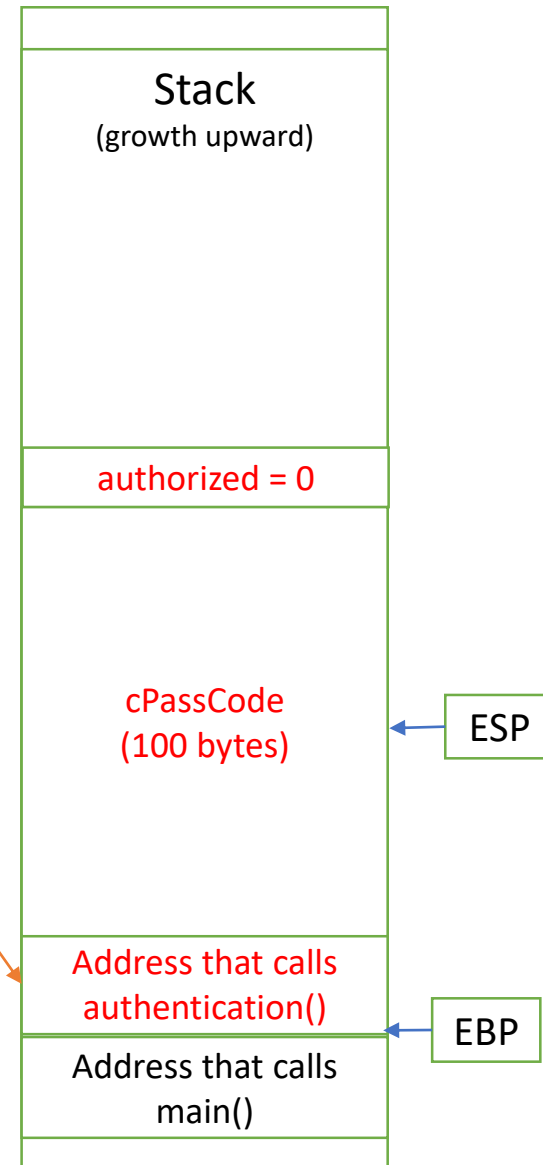 Stack
(growth upward)
authorized = 0
cPassCode
(100 bytes)
ESP
Address that calls
authentication()
EBP
Address that calls
main()